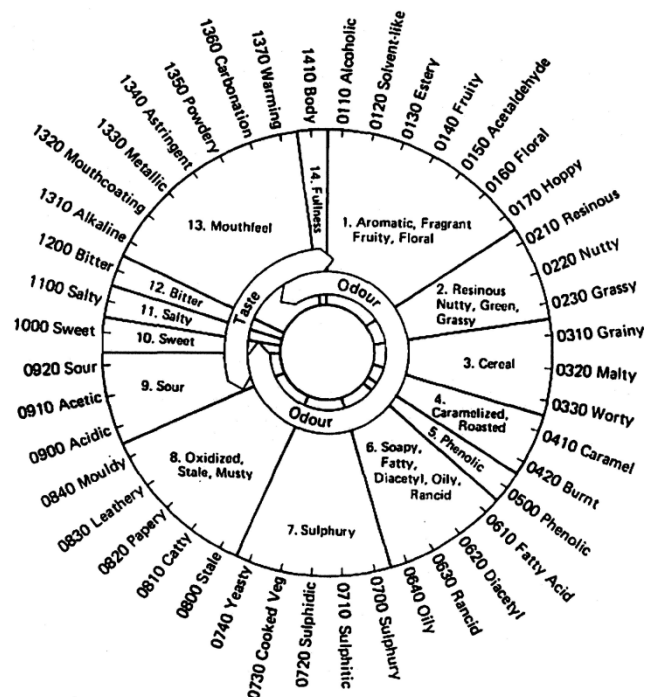 0110 Alcoholic
0120 Solvent-like
0130 Estery
0140 Fruity
0150 Acetaldehyde
0160 Floral
0170 Hoppy
0210 Resinous
0220 Nutty
0230 Grassy
0310 Grainy
0320 Malty
0330 Worty
0410 Caramel
0420 Burnt
0500 Phenolic
0610 Fatty Acid
0620 Diacetyl
0630 Rancid
0640 Oily
0700 Sulphury
0710 Sulphitic
0720 Sulphidic
0730 Cooked Veg
0740 Yeasty
0800 Stale
0810 Catty
0820 Papery
0830 Leathery
0840 Mouldy
0900 Acidic
0910 Acetic
0920 Sour
1000 Sweet
1100 Salty
1200 Bitter
1310 Alkaline
1320 Mouthcoating
1330 Metallic
1340 Astringent
1350 Powdery
1360 Carbonation
1370 Warming
1410 Body
1. Aromatic, Fragrant
Fruity, Floral
2. Resinous
Nutty, Green,
Grassy
3. Cereal
4.
Caramelized,
Roasted
5. Phenolic
6. Soapy,
Fatty,
Diacetyl, Oily,
Rancid
7. Sulphury
8. Oxidized,
Stale, Musty
9. Sour
10. Sweet
11. Salty
12. Bitter
13. Mouthfeel
14. Fullness
Odour
Taste
Odour